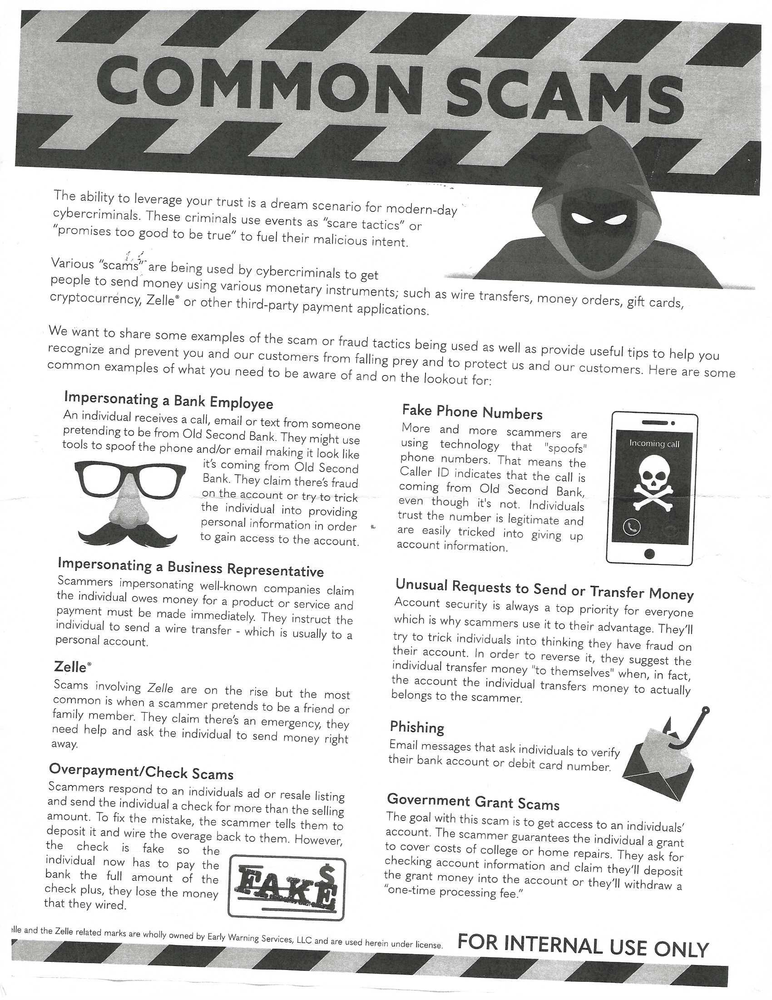 COMMON SCAMS
The ability to leverage your trust is a dream scenario for modern-day
cybercriminals. These criminals use events as "scare tactics" or
"promises too good to be true" to fuel their malicious intent.
Various "scams" are being used by cybercriminals to get
people to send money using various monetary instruments; such as wire transfers, money orders, gift cards,
cryptocurrency, Zelle® or other third-party payment applications.
We want to share some examples of the scam or fraud tactics being used as well as provide useful tips to help you
recognize and prevent you and our customers from falling prey and to protect us and our customers. Here are some
common examples of what you need to be aware of and on the lookout for:
Impersonating a Bank Employee
An individual receives a call, email or text from someone
pretending to be from Old Second Bank. They might use
tools to spoof the phone and/or email making it look like
it's coming from Old Second
Bank. They claim there's fraud
on the account or try to trick
the individual into providing
personal information in order
to gain access to the account.
Impersonating a Business Representative
Scammers impersonating well-known companies claim
the individual owes money for a product or service and
payment must be made immediately. They instruct the
individual to send a wire transfer - which is usually to a
personal account.
Zelle®
Scams involving Zelle are on the rise but the most
common is when a scammer pretends to be a friend or
family member. They claim there's an emergency, they
need help and ask the individual to send money right
away.
Overpayment/Check Scams
Scammers respond to an individuals ad or resale listing
and send the individual a check for more than the selling
amount. To fix the mistake, the scammer tells them to
deposit it and wire the overage back to them. However,
the check is fake so the
individual now has to pay the
bank the full amount of the
check plus, they lose the money
that they wired.
$
FAKE
Fake Phone Numbers
More and more scammers are
using technology that "spoofs"
phone numbers. That means the
Caller ID indicates that the call is
coming from Old Second Bank,
even though it's not. Individuals
trust the number is legitimate and
are easily tricked into giving up
account information.
Incoming call
Unusual Requests to Send or Transfer Money
Account security is always a top priority for everyone
which is why scammers use it to their advantage. They'll
try to trick individuals into thinking they have fraud on
their account. In order to reverse it, they suggest the
individual transfer money "to themselves" when, in fact,
the account the individual transfers money to actually
belongs to the scammer.
Phishing
Email messages that ask individuals to verify
their bank account or debit card number.
Government Grant Scams
The goal with this scam is to get access to an individuals'
account. The scammer guarantees the individual a grant
to cover costs of college or home repairs. They ask for
checking account information and claim they'll deposit
the grant money into the account or they'll withdraw a
"one-time processing fee."
elle and the Zelle related marks are wholly owned by Early Warning Services, LLC and are used herein under license.
FOR INTERNAL USE ONLY